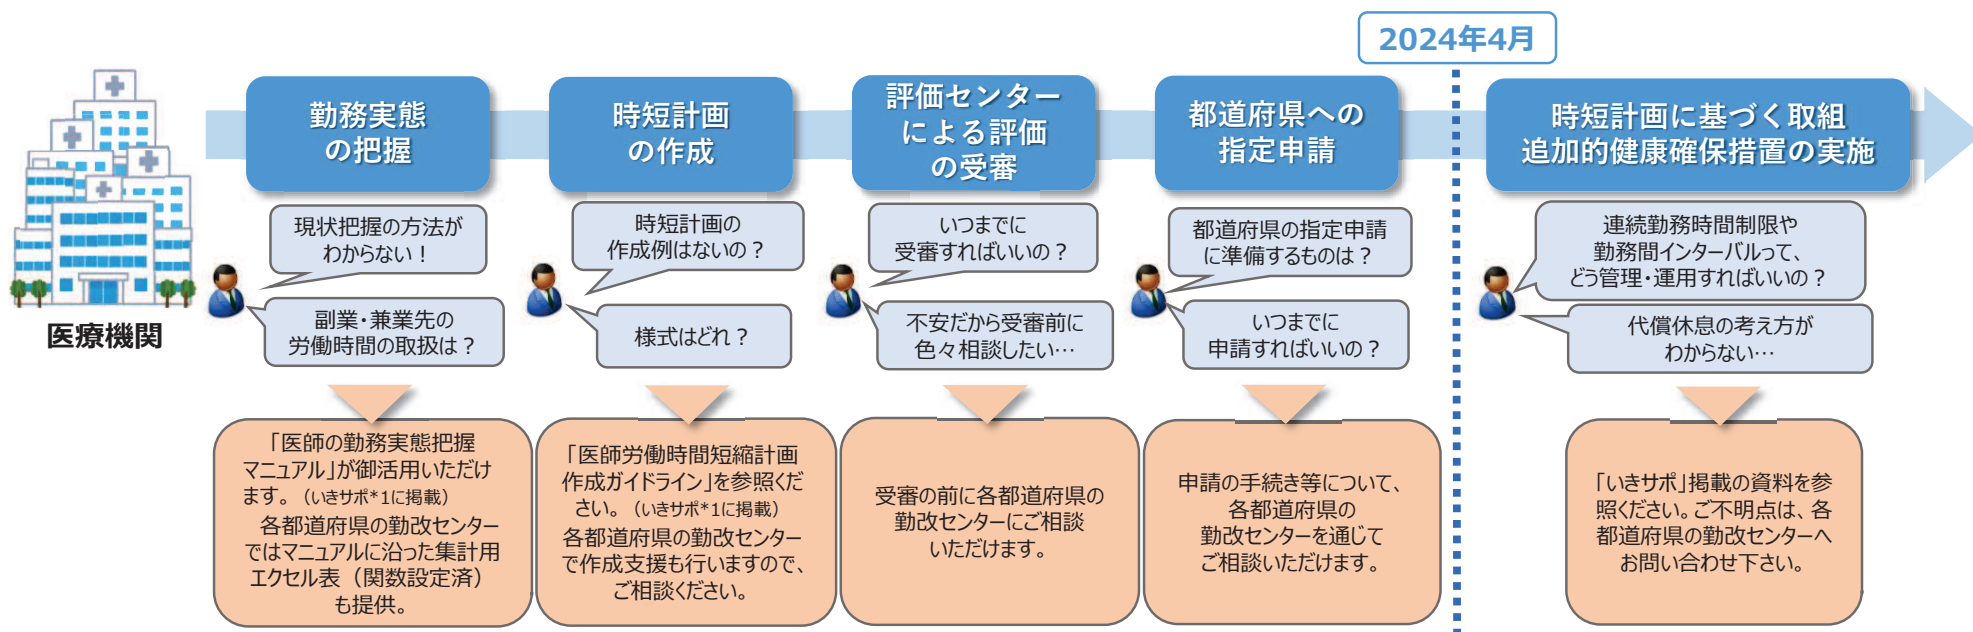 2024年4月
医療機関
勤務実態
の把握
現状把握の方法が
わからない！
副業・兼業先の
労働時間の取扱は？
「医師の勤務実態把握
マニュアル」が御活用いただけ
ます。（いきサポ*1に掲載）
各都道府県の勤改センター
ではマニュアルに沿った集計用
エクセル表（関数設定済）
も提供。
時短計画
の作成
時短計画の
作成例はないの？
様式はどれ？
「医師労働時間短縮計画
作成ガイドライン」を参照くだ
さい。（いきサポ*1に掲載）
各都道府県の勤改センター
で作成支援も行いますので、
ご相談ください。
評価センター
による評価
の受審
いつまでに
受審すればいいの？
不安だから受審前に
色々相談したい…
受審の前に各都道府県の
勤改センターにご相談
いただけます。
都道府県への
指定申請
都道府県の指定申請
に準備するものは？
いつまでに
申請すればいいの？
申請の手続き等について、
各都道府県の
勤改センターを通じて
ご相談いただけます。
時短計画に基づく取組
追加的健康確保措置の実施
連続勤務時間制限や
勤務間インターバルって、
どう管理・運用すればいいの？
代償休息の考え方が
わからない…
「いきサポ」掲載の資料を参
照ください。ご不明点は、各
都道府県の勤改センターへ
お問い合わせ下さい。